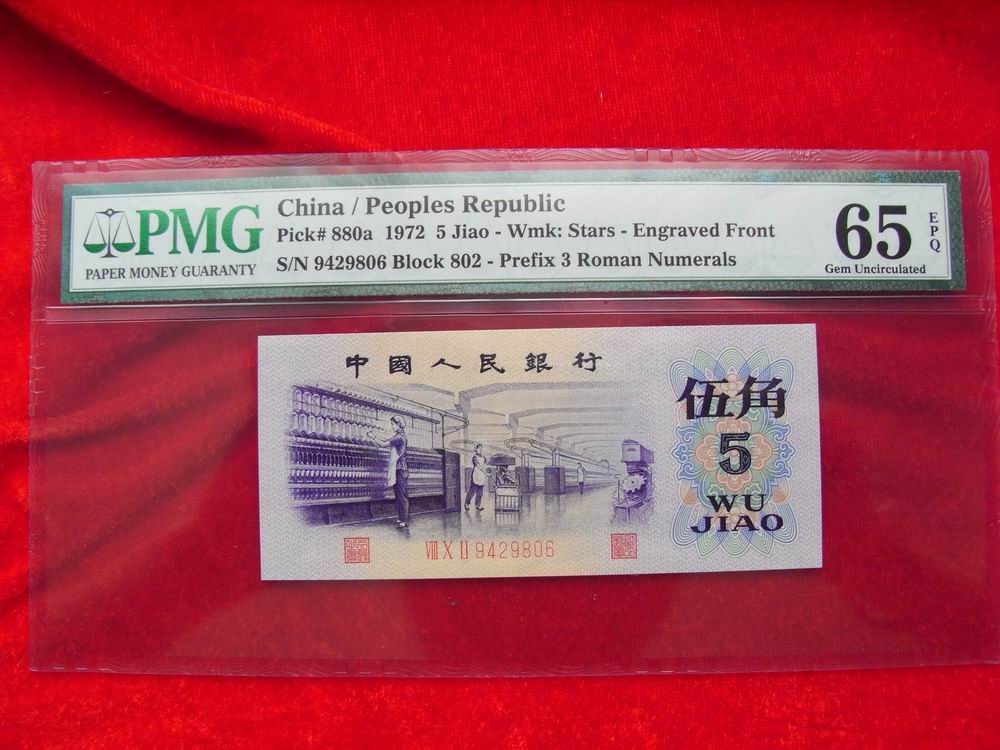 PMG
PAPER MONEY GUARANTY
China / Peoples Republic
Pick# 880a 1972 5 Jiao - Wmk: Stars - Engraved Front
S/N 9429806 Block 802 - Prefix 3 Roman Numerals
65
EPQ
Gem Uncirculated
中國人民銀行
伍角
5
WU
JIAO
VIII X II 9429806